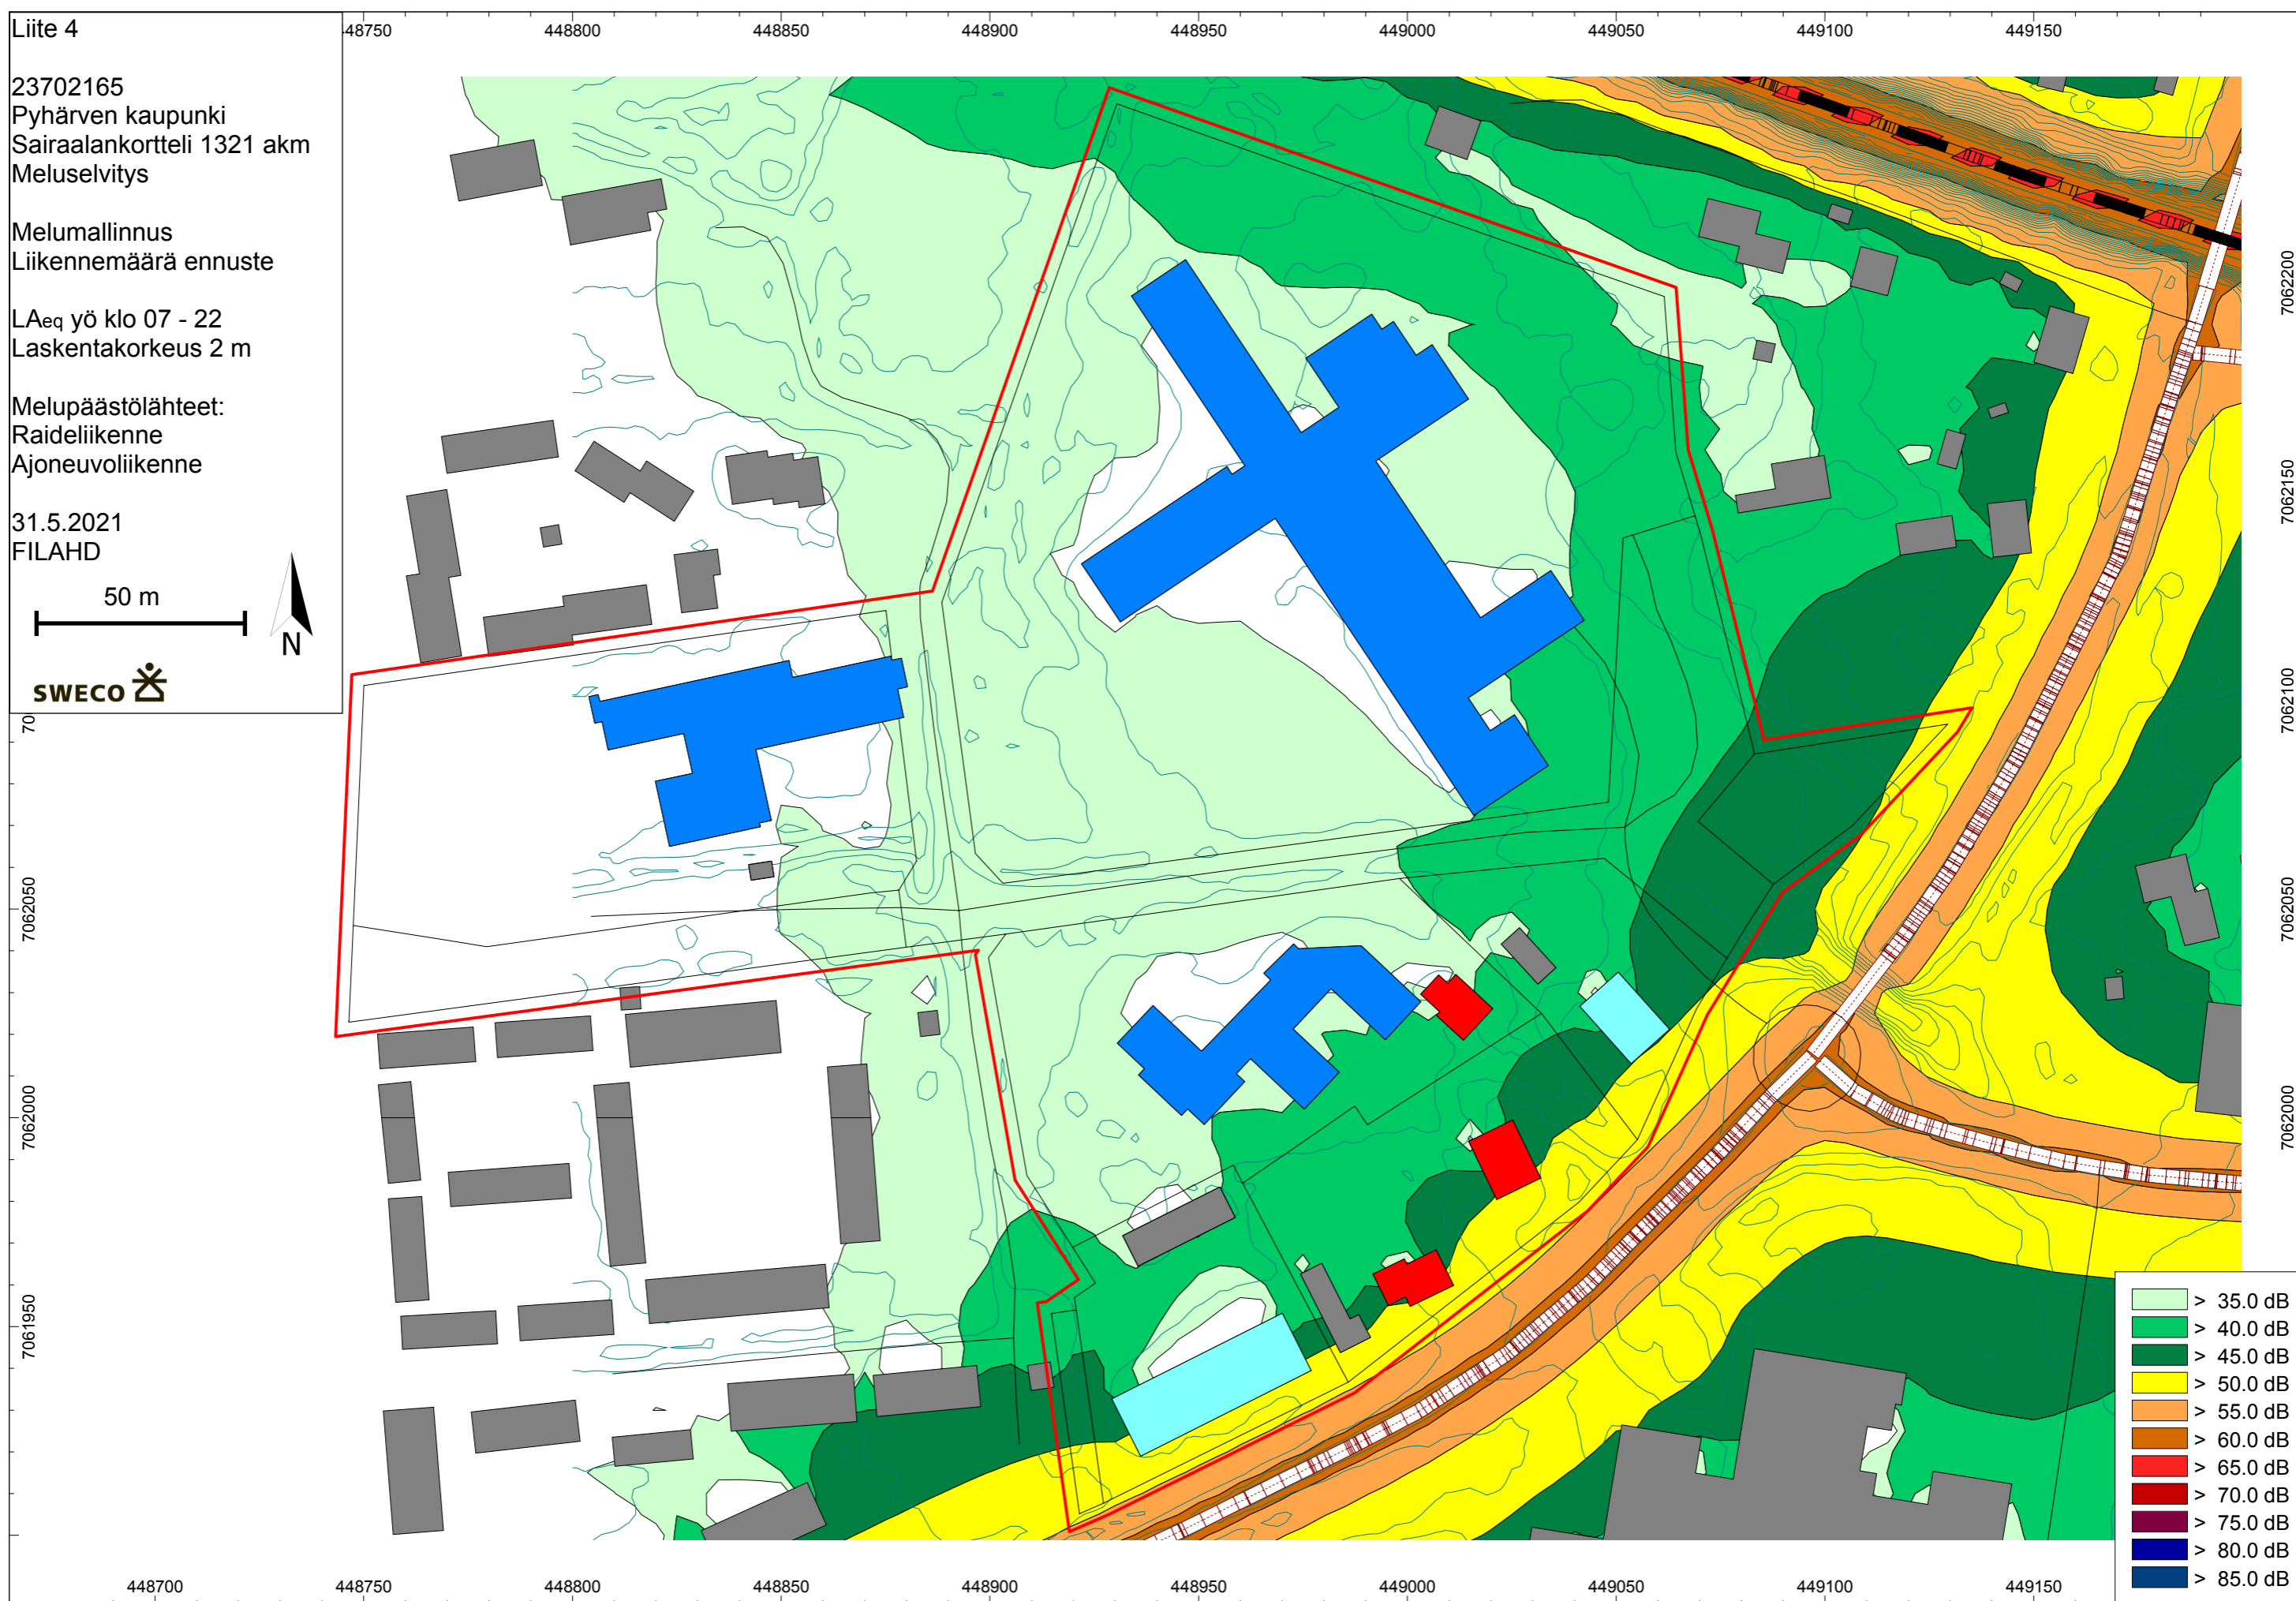 Liite 4
23702165
Pyhärven kaupunki
Sairaalankortteli 1321 akm
Meluselvitys
Melumallinnus
Liikennemäärä ennuste
LAeq yö klo 07 - 22
Laskentakorkeus 2 m
Melupäästölähteet:
Raideliikenne
Ajoneuvoliikenne
31.5.2021
FILAHD
50 m
N
SWECO
448750 448800 448850 448900 448950 449000 449050 449100 449150
7062200
7062150
7062100
7062050
7062000
7062050
7062000
7061950
> 35.0 dB
> 40.0 dB
> 45.0 dB
> 50.0 dB
> 55.0 dB
> 60.0 dB
> 65.0 dB
> 70.0 dB
> 75.0 dB
> 80.0 dB
> 85.0 dB
448700 448750 448800 448850 448900 448950 449000 449050 449100 449150